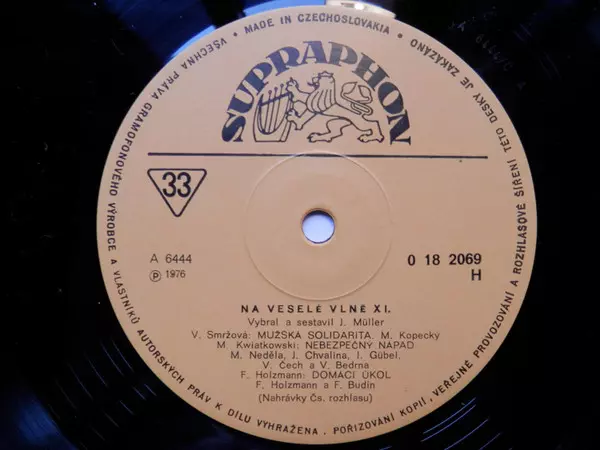 MADE IN CZECHOSLOVAKIA
VŠECHNA PRÁVA GRAMOFONOVÉHO VÝROBCE A VLASTNÍKŮ AUTORSKÝCH PRÁV K DÍLU VYHRAŽENA. POŘIZOVÁNÍ KOPIÍ, VEŘEJNÉ PROVOZOVÁNÍ A ROZHLASOVÉ ŠÍŘENÍ TÉTO DESKY JE ZAKÁZÁNO
SUPRAPHON
33
A 6444
Ⓟ 1976
0 18 2069
H
NA VESELÉ VLNĚ XI.
Vybral a sestavil J. Müller
V. Smržová: MUŽSKÁ SOLIDARITA. M. Kopecký
M. Kwiatkowski: NEBEZPEČNÝ NÁPAD
M. Neděla, J. Chvalina, I. Gübel,
V. Čech a V. Bedrna
F. Holzmann: DOMÁCÍ ÚKOL
F. Holzmann a F. Budín
(Nahrávky Čs. rozhlasu)